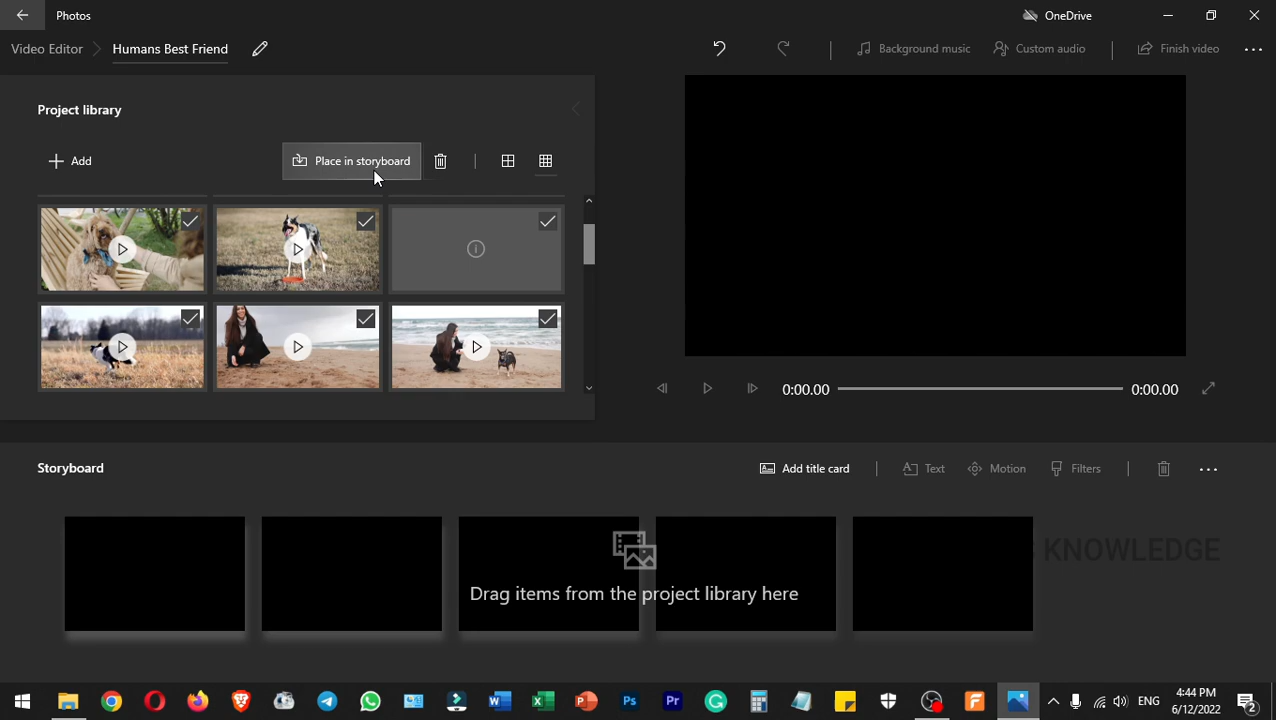 Photos
OneDrive
Video Editor
Humans Best Friend
Background music
Custom audio
Finish video
Project library
Add
Place in storyboard
0:00.00
0:00.00
Storyboard
Add title card
Text
Motion
Filters
KNOWLEDGE
Drag items from the project library here
ENG
4:44 PM
6/12/2022
2